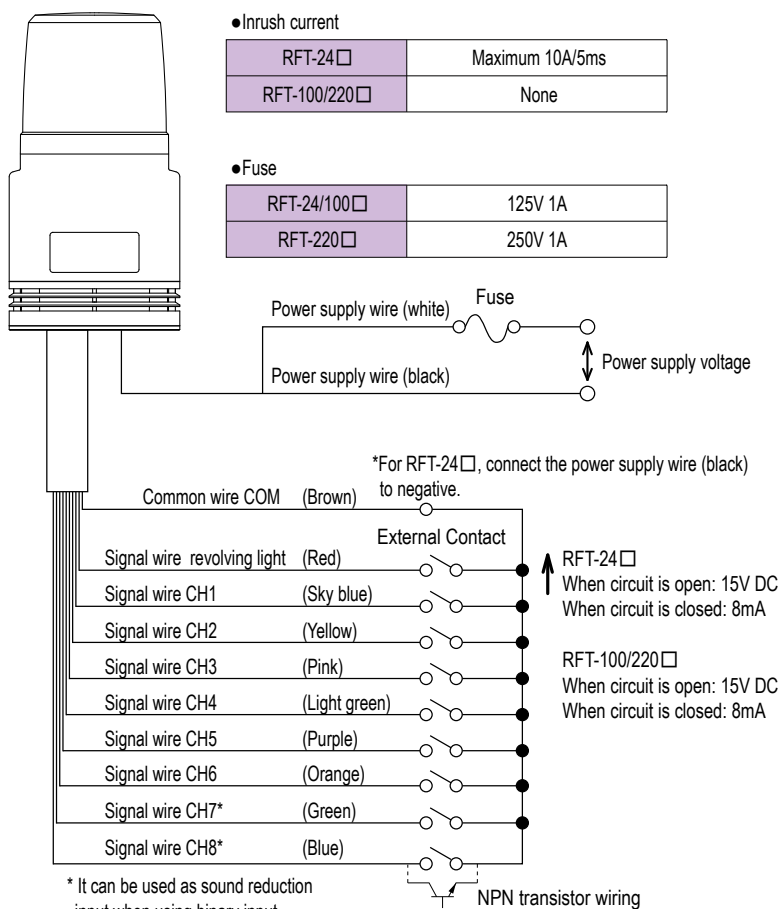 ●Inrush current
RFT-24□ Maximum 10A/5ms
RFT-100/220□ None
●Fuse
RFT-24/100□ 125V 1A
RFT-220□ 250V 1A
Power supply wire (white)
Fuse
Power supply voltage
Power supply wire (black)
*For RFT-24□, connect the power supply wire (black)
to negative.
Common wire COM (Brown)
External Contact
Signal wire revolving light (Red)
Signal wire CH1 (Sky blue)
Signal wire CH2 (Yellow)
Signal wire CH3 (Pink)
Signal wire CH4 (Light green)
Signal wire CH5 (Purple)
Signal wire CH6 (Orange)
Signal wire CH7* (Green)
Signal wire CH8* (Blue)
RFT-24□
When circuit is open: 15V DC
When circuit is closed: 8mA
RFT-100/220□
When circuit is open: 15V DC
When circuit is closed: 8mA
* It can be used as sound reduction
input when using binary input
NPN transistor wiring